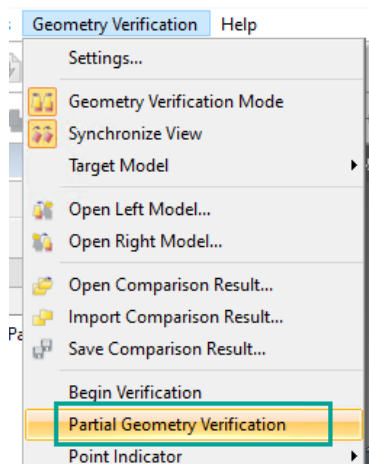 Geometry Verification Help
Settings...
Geometry Verification Mode
Synchronize View
Target Model
Open Left Model...
Open Right Model...
Open Comparison Result...
Import Comparison Result...
Pa
Save Comparison Result...
Begin Verification
Partial Geometry Verification
Point Indicator